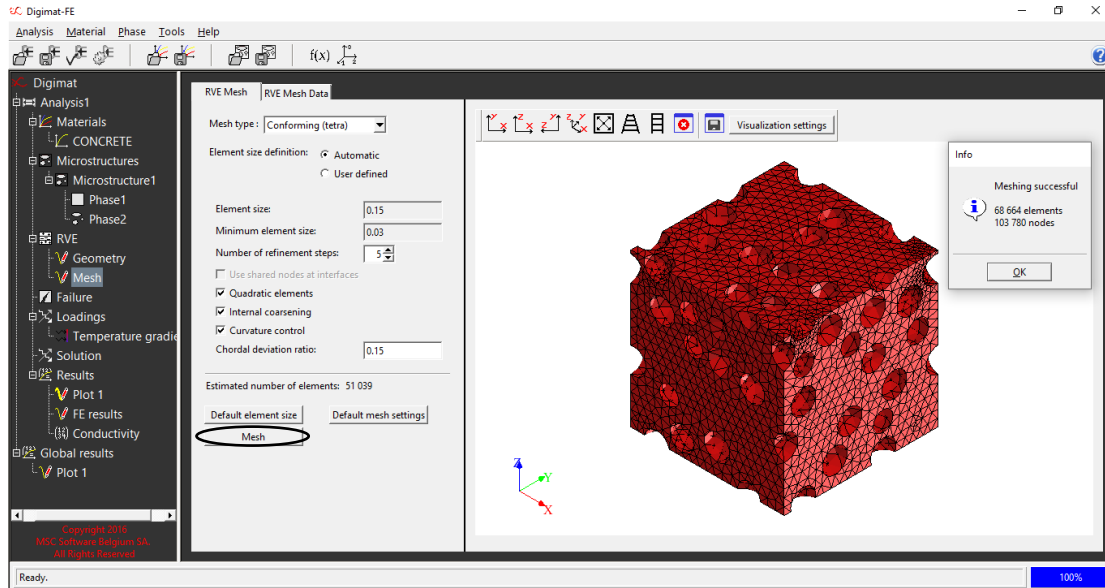 Digimat-FE
Analysis Material Phase Tools Help
f(x)
Digimat
Analysis1
Materials
CONCRETE
Microstructures
Microstructure1
Phase1
Phase2
RVE
Geometry
Mesh
Failure
Loadings
Temperature gradie
Solution
Results
Plot 1
FE results
Conductivity
Global results
Plot 1
Copyright 2016
MSC Software Belgium SA.
All Rights Reserved
RVE Mesh RVE Mesh Data
Mesh type : Conforming (tetra)
Element size definition: Automatic
User defined
Element size: 0.15
Minimum element size: 0.03
Number of refinement steps: 5
Use shared nodes at interfaces
Quadratic elements
Internal coarsening
Curvature control
Chordal deviation ratio: 0.15
Estimated number of elements: 51 039
Default element size Default mesh settings
Mesh
Visualization settings
Z
Y
X
Info
Meshing successful
68 664 elements
103 780 nodes
OK
Ready. 100%